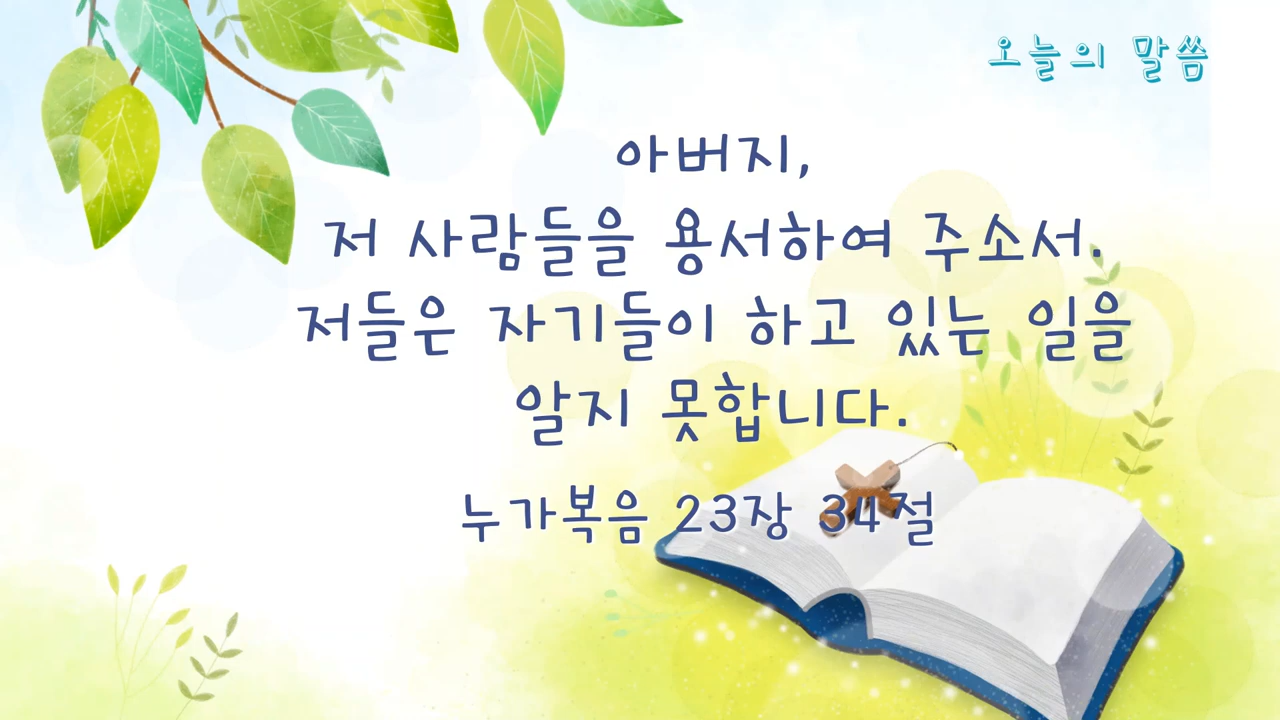 오늘의 말씀
아버지,
저 사람들을 용서하여 주소서.
저들은 자기들이 하고 있는 일을
알지 못합니다.
누가복음 23장 34절